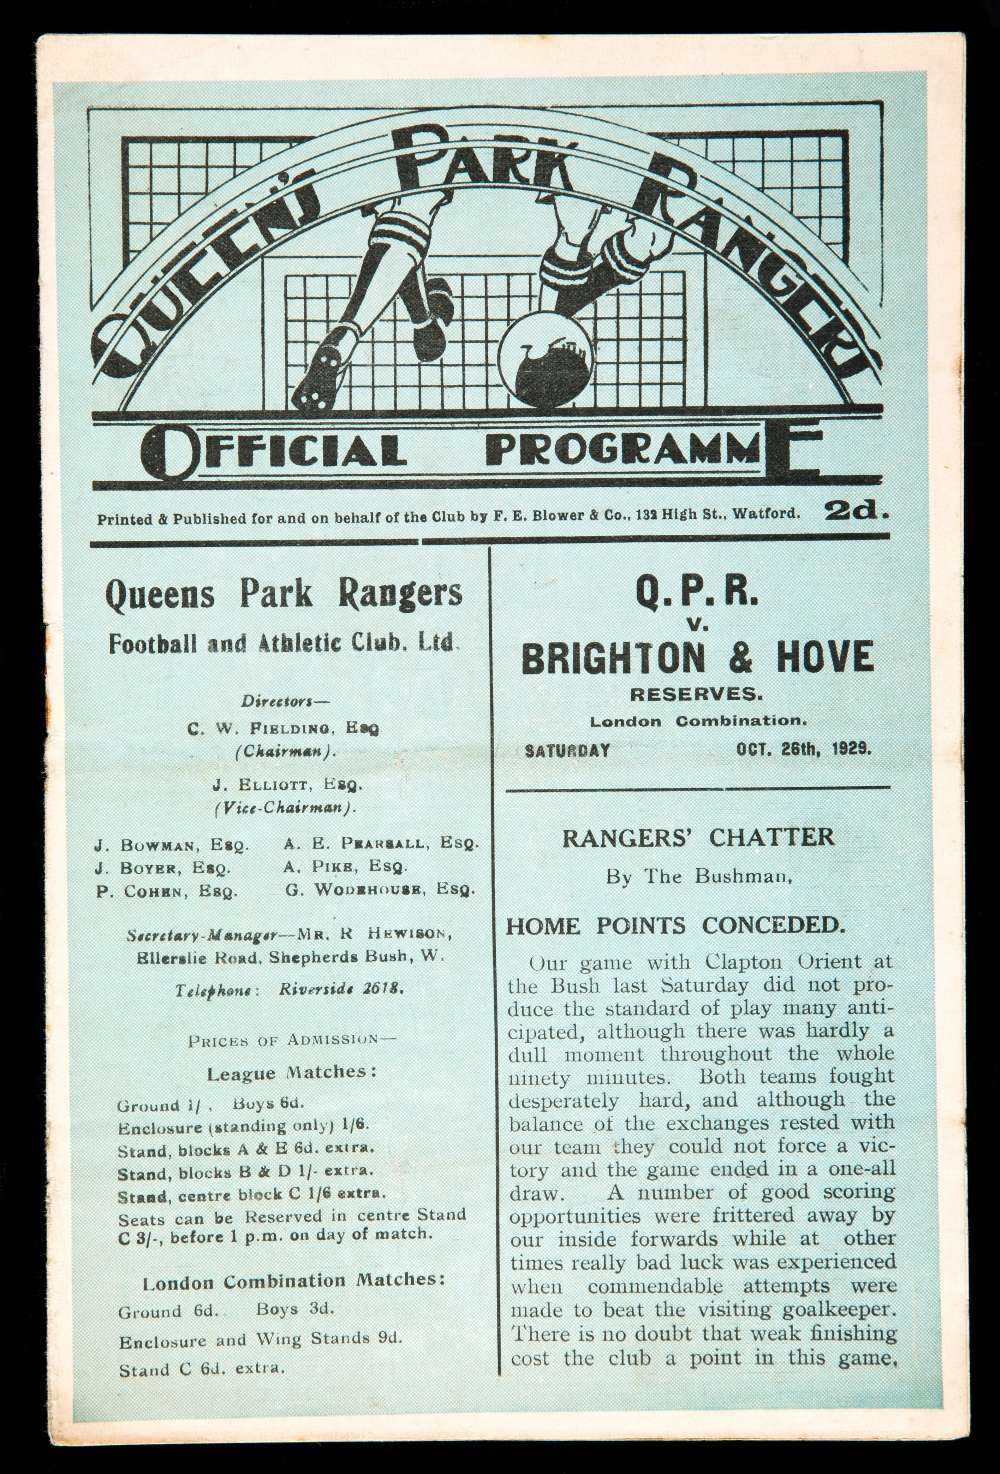 QUEEN'S PARK RANGERS
OFFICIAL PROGRAMME
Printed & Published for and on behalf of the Club by F. E. Blower & Co., 132 High St., Watford. 2d.
Queens Park Rangers
Football and Athletic Club, Ltd.
Directors—
C. W. FIELDING, Esq
(Chairman).
J. ELLIOTT, ESQ.
(Vice-Chairman).
J. BOWMAN, ESQ. A. E. PEARSALL, ESQ.
J. BOYER, ESQ. A. PIKE, ESQ.
P. COHEN, ESQ. G. WODEHOUSE, ESQ.
Secretary-Manager—MR. R HEWISON,
Ellerslie Road, Shepherds Bush, W.
Telephone: Riverside 2618.
PRICES OF ADMISSION—
League Matches:
Ground 1/ , Boys 6d.
Enclosure (standing only) 1/6.
Stand, blocks A & E 6d. extra.
Stand, blocks B & D 1/- extra.
Stand, centre block C 1/6 extra.
Seats can be Reserved in centre Stand
C 3/-, before 1 p.m. on day of match.
London Combination Matches:
Ground 6d. Boys 3d.
Enclosure and Wing Stands 9d.
Stand C 6d. extra.
Q.P.R.
v.
BRIGHTON & HOVE
RESERVES.
London Combination.
SATURDAY OCT. 26th, 1929.
RANGERS' CHATTER
By The Bushman,
HOME POINTS CONCEDED.
Our game with Clapton Orient at
the Bush last Saturday did not pro-
duce the standard of play many anti-
cipated, although there was hardly a
dull moment throughout the whole
ninety minutes. Both teams fought
desperately hard, and although the
balance of the exchanges rested with
our team they could not force a vic-
tory and the game ended in a one-all
draw. A number of good scoring
opportunities were frittered away by
our inside forwards while at other
times really bad luck was experienced
when commendable attempts were
made to beat the visiting goalkeeper.
There is no doubt that weak finishing
cost the club a point in this game,